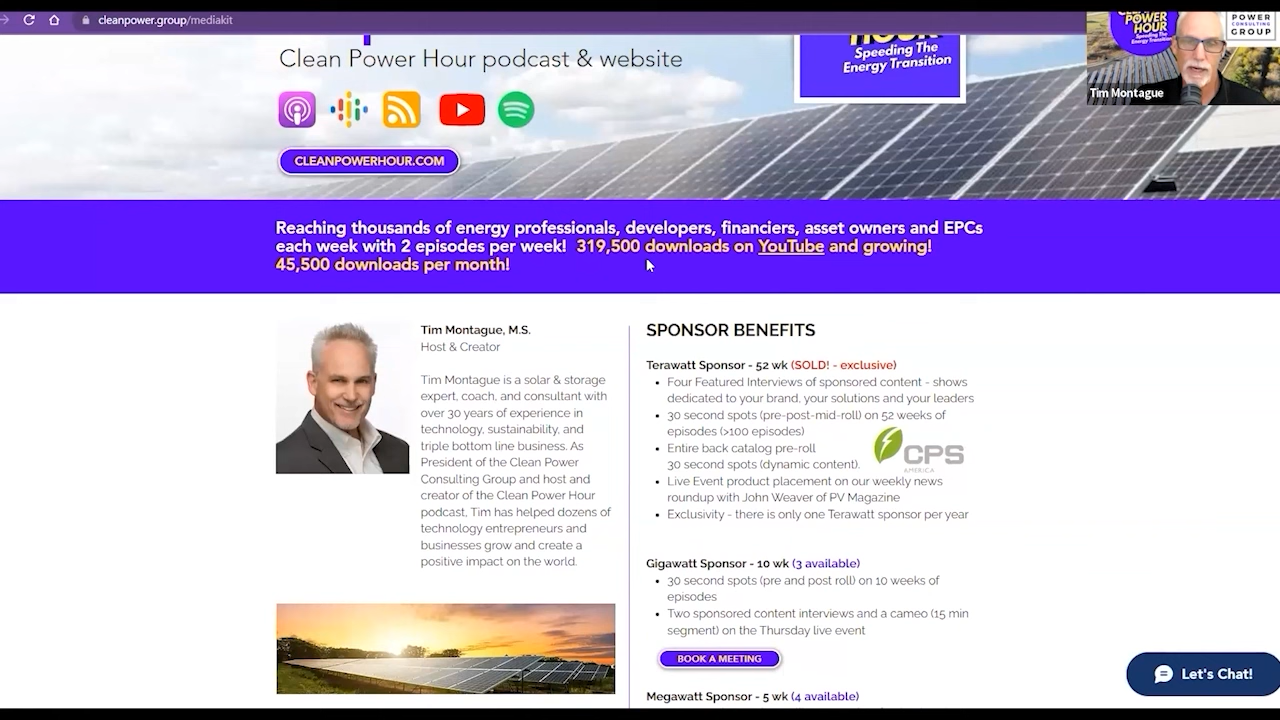 cleanpower.group/mediakit
Clean Power Hour podcast & website
HOUR
Speeding The
Energy Transition
POWER
HOUR
Speeding The
Energy Transition
POWER
CONSULTING
GROUP
Tim Montague
CLEANPOWERHOUR.COM
Reaching thousands of energy professionals, developers, financiers, asset owners and EPCs
each week with 2 episodes per week! 319,500 downloads on YouTube and growing!
45,500 downloads per month!
Tim Montague, M.S.
Host & Creator
Tim Montague is a solar & storage
expert, coach, and consultant with
over 30 years of experience in
technology, sustainability, and
triple bottom line business. As
President of the Clean Power
Consulting Group and host and
creator of the Clean Power Hour
podcast, Tim has helped dozens of
technology entrepreneurs and
businesses grow and create a
positive impact on the world.
SPONSOR BENEFITS
Terawatt Sponsor - 52 wk (SOLD! - exclusive)
Four Featured Interviews of sponsored content - shows
dedicated to your brand, your solutions and your leaders
30 second spots (pre-post-mid-roll) on 52 weeks of
episodes (>100 episodes)
Entire back catalog pre-roll
30 second spots (dynamic content).
CPS
AMERICA
Live Event product placement on our weekly news
roundup with John Weaver of PV Magazine
Exclusivity - there is only one Terawatt sponsor per year
Gigawatt Sponsor - 10 wk (3 available)
30 second spots (pre and post roll) on 10 weeks of
episodes
Two sponsored content interviews and a cameo (15 min
segment) on the Thursday live event
BOOK A MEETING
Megawatt Sponsor - 5 wk (4 available)
Let's Chat!